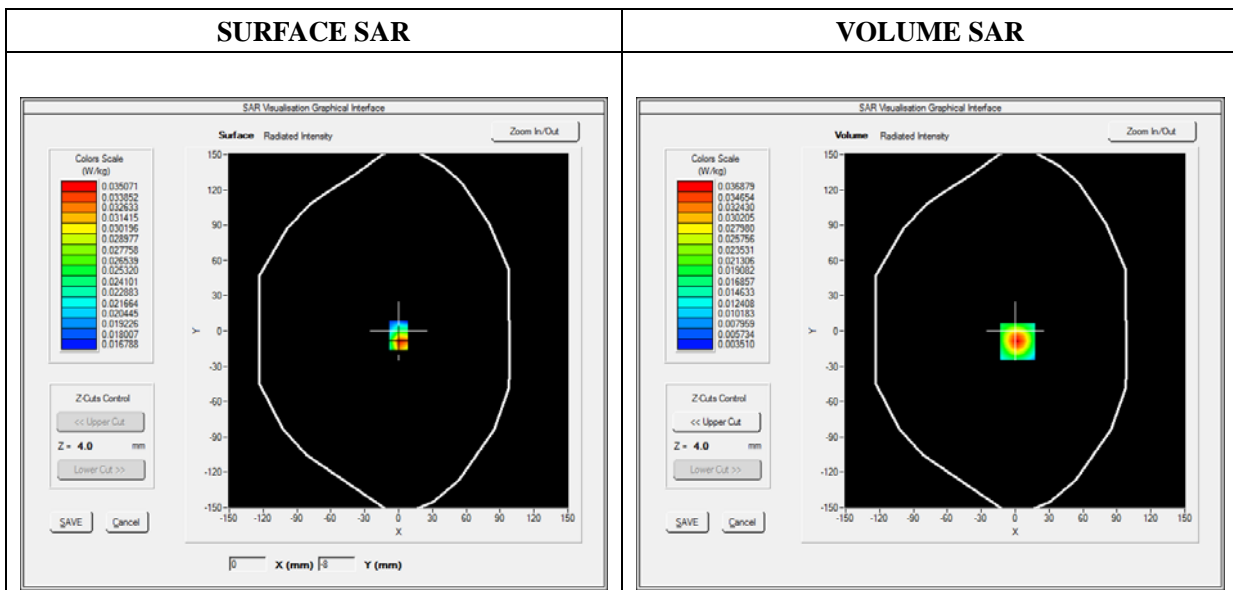 SURFACE SAR
VOLUME SAR
SAR Visualisation Graphical Interface
Surface Radiated Intensity
Zoom In/Out
Colors Scale
(W/kg)
0.035071
0.033852
0.032633
0.031415
0.030196
0.028977
0.027758
0.026539
0.025320
0.024101
0.022883
0.021664
0.020445
0.019226
0.018007
0.016788
150
120
90
60
30
0
-30
-60
-90
-120
-150
Y
-150 -120 -90 -60 -30 0 30 60 90 120 150
X
Z-Cuts Control
<< Upper Cut
Z = 4.0 mm
Lower Cut >>
SAVE Cancel
0 X (mm) -8 Y (mm)
SAR Visualisation Graphical Interface
Volume Radiated Intensity
Zoom In/Out
Colors Scale
(W/kg)
0.036879
0.034654
0.032430
0.030205
0.027980
0.025756
0.023531
0.021306
0.019082
0.016857
0.014633
0.012408
0.010183
0.007959
0.005734
0.003510
150
120
90
60
30
0
-30
-60
-90
-120
-150
Y
-150 -120 -90 -60 -30 0 30 60 90 120 150
X
Z-Cuts Control
<< Upper Cut
Z = 4.0 mm
Lower Cut >>
SAVE Cancel